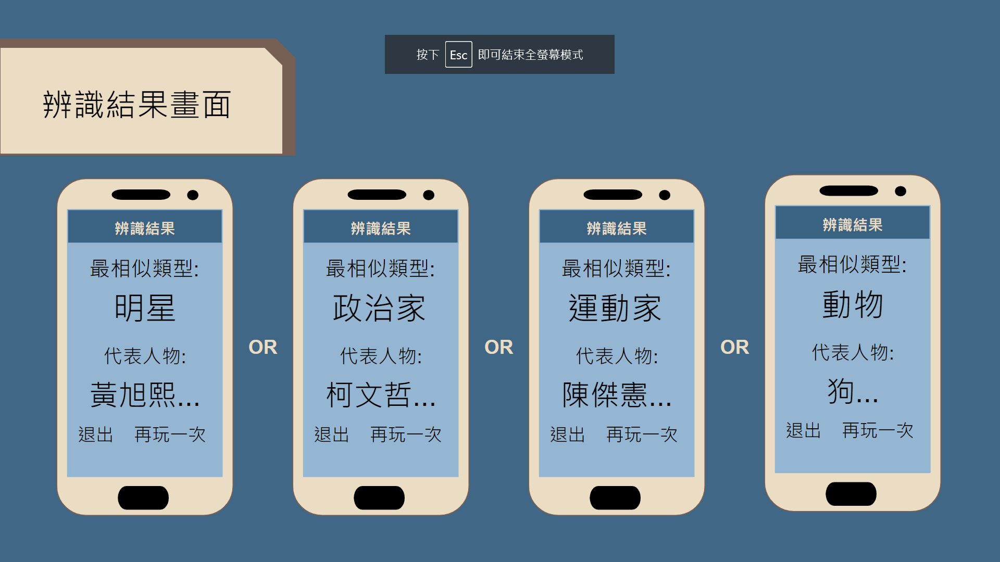 按下 Esc 即可結束全螢幕模式
辨識結果畫面
辨識結果
最相似類型:
明星
代表人物:
黃旭熙...
退出 再玩一次
OR
辨識結果
最相似類型:
政治家
代表人物:
柯文哲...
退出 再玩一次
OR
辨識結果
最相似類型:
運動家
代表人物:
陳傑憲...
退出 再玩一次
OR
辨識結果
最相似類型:
動物
代表人物:
狗...
退出 再玩一次